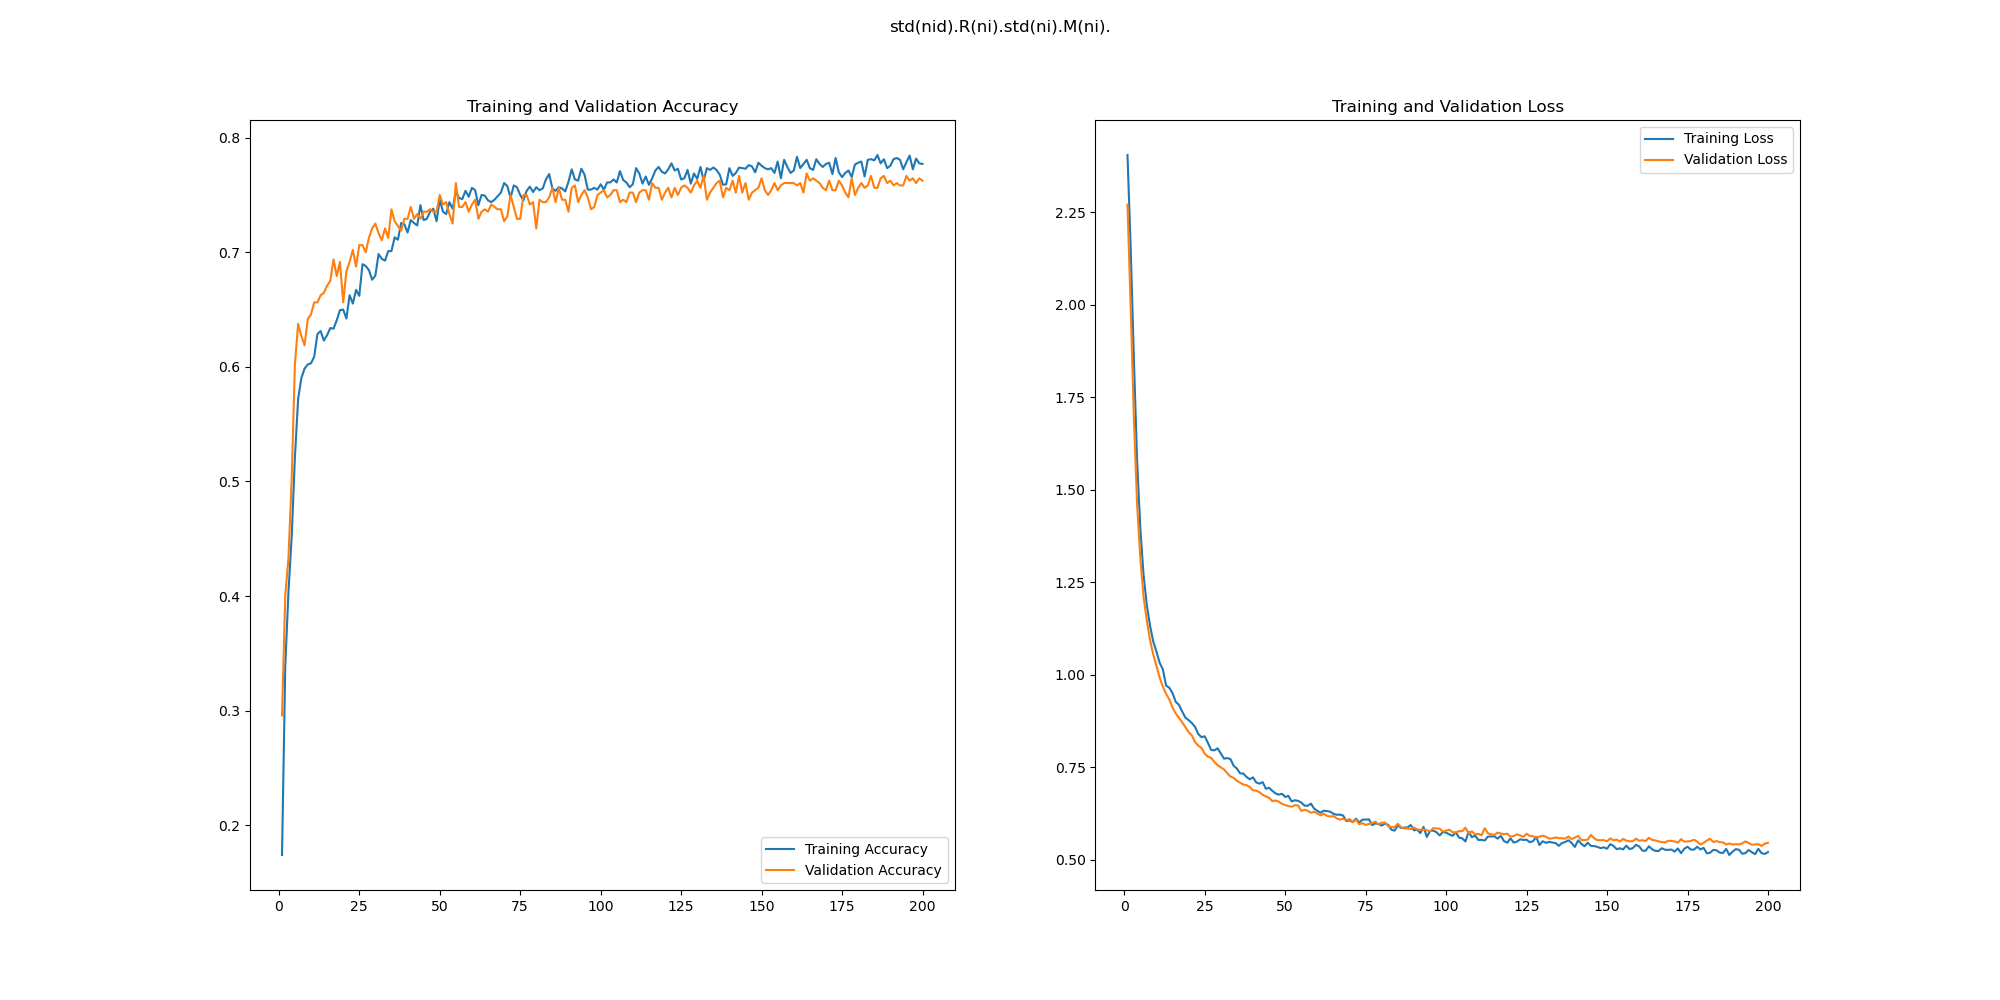 std(nid).R(ni).std(ni).M(ni).
Training and Validation Accuracy
0.8
0.7
0.6
0.5
0.4
0.3
0.2
0 25 50 75 100 125 150 175 200
Training Accuracy
Validation Accuracy
Training and Validation Loss
2.25
2.00
1.75
1.50
1.25
1.00
0.75
0.50
0 25 50 75 100 125 150 175 200
Training Loss
Validation Loss